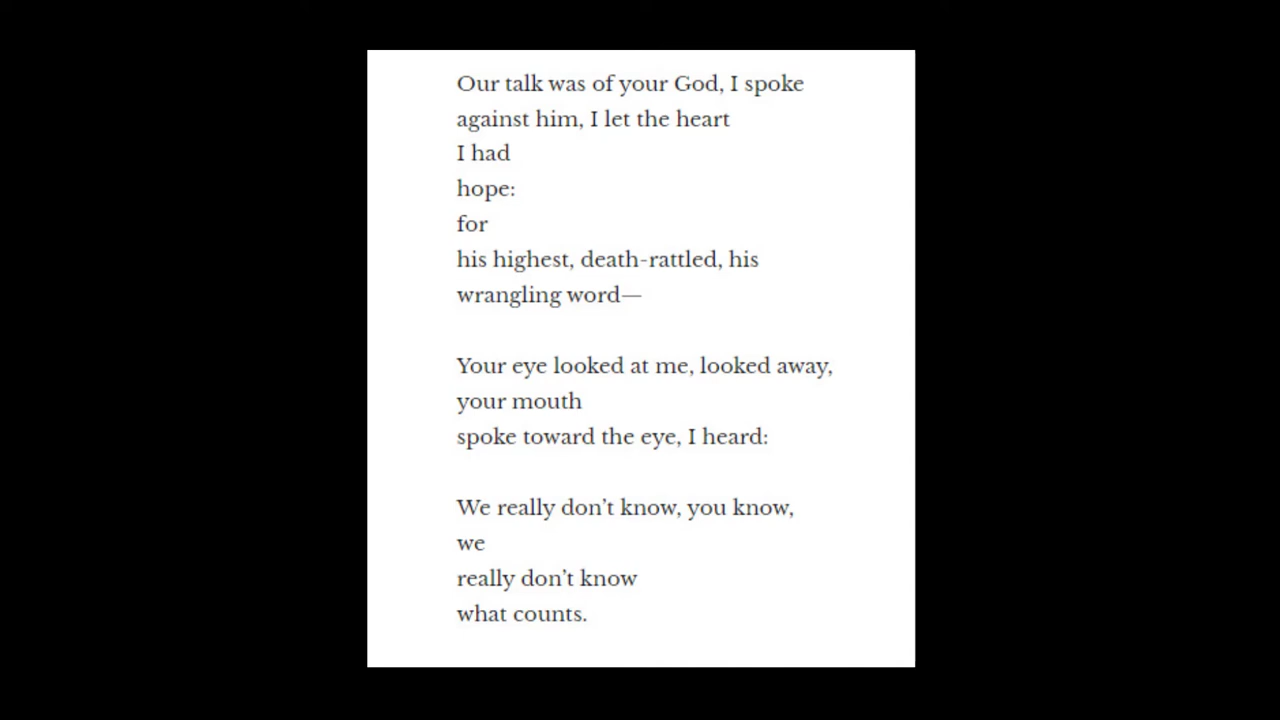 Our talk was of your God, I spoke
against him, I let the heart
I had
hope:
for
his highest, death-rattled, his
wrangling word—
Your eye looked at me, looked away,
your mouth
spoke toward the eye, I heard:
We really don’t know, you know,
we
really don’t know
what counts.